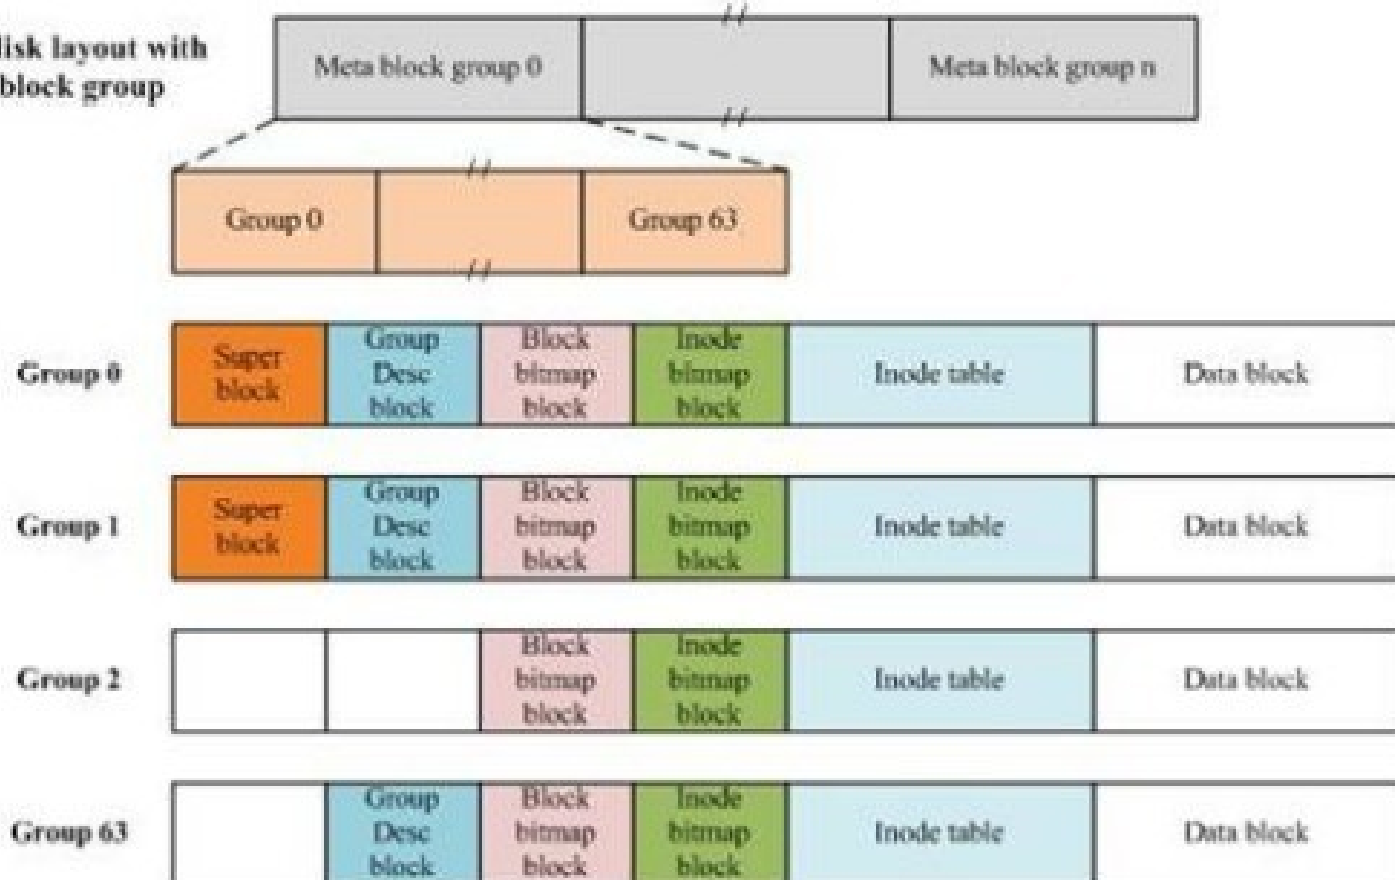 isk layout with
block group
Meta block group 0
Meta block group n
Group 0
Group 63
Group 0
Super
block
Group
Desc
block
Block
bitmap
block
Inode
bitmap
block
Inode table
Data block
Group 1
Super
block
Group
Desc
block
Block
bitmap
block
Inode
bitmap
block
Inode table
Data block
Group 2
Block
bitmap
block
Inode
bitmap
block
Inode table
Data block
Group 63
Group
Desc
block
Block
bitmap
block
Inode
bitmap
block
Inode table
Data block